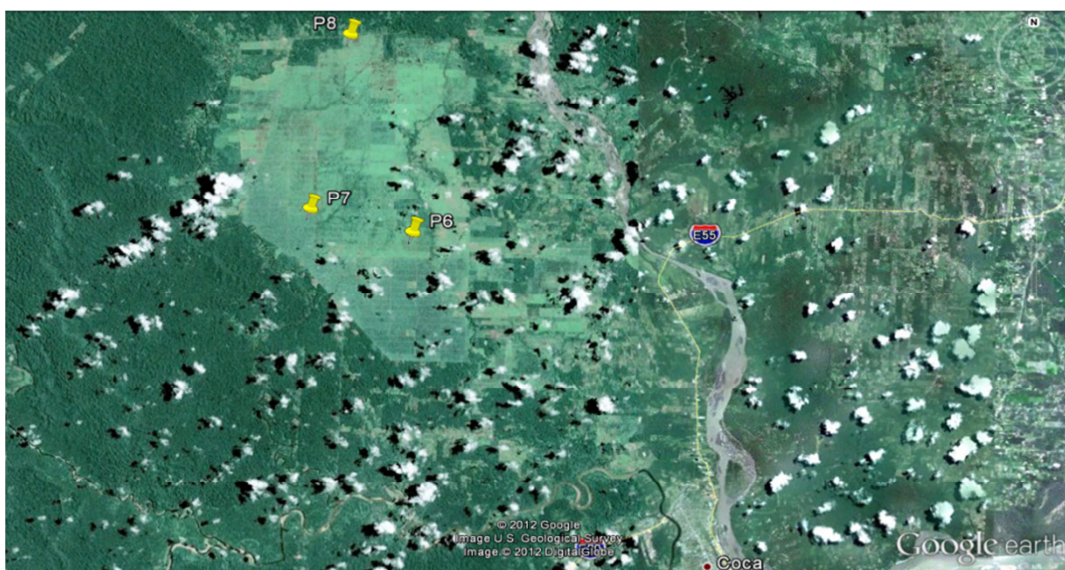 P8
N
P7
P6
E55
© 2012 Google
Image U.S. Geological Survey
Image © 2012 DigitalGlobe
Google earth
Coca